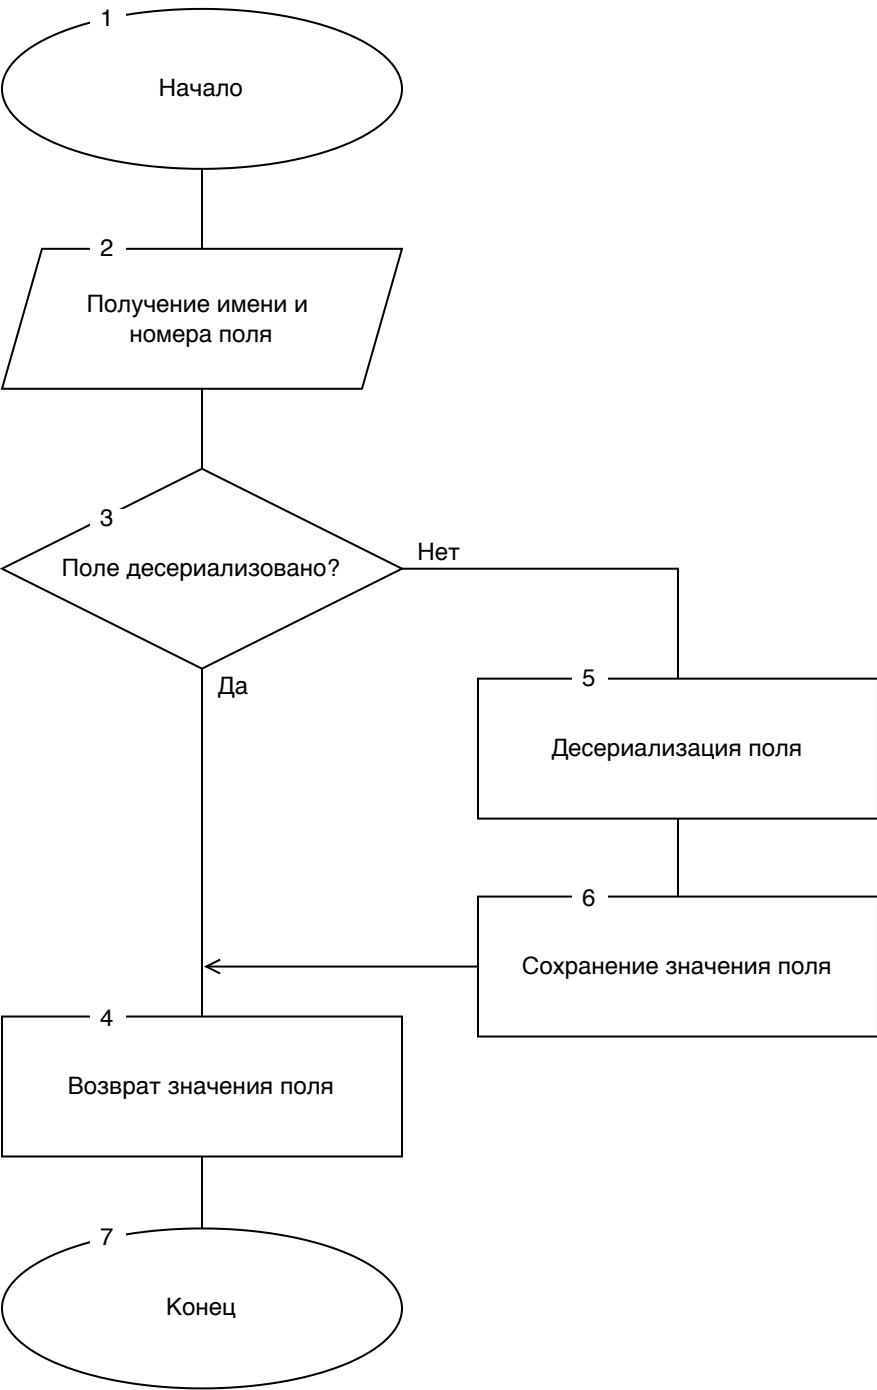 1
Начало
2
Получение имени и
номера поля
3
Поле десериализовано?
Нет
Да
5
Десериализация поля
6
Сохранение значения поля
4
Возврат значения поля
7
Конец